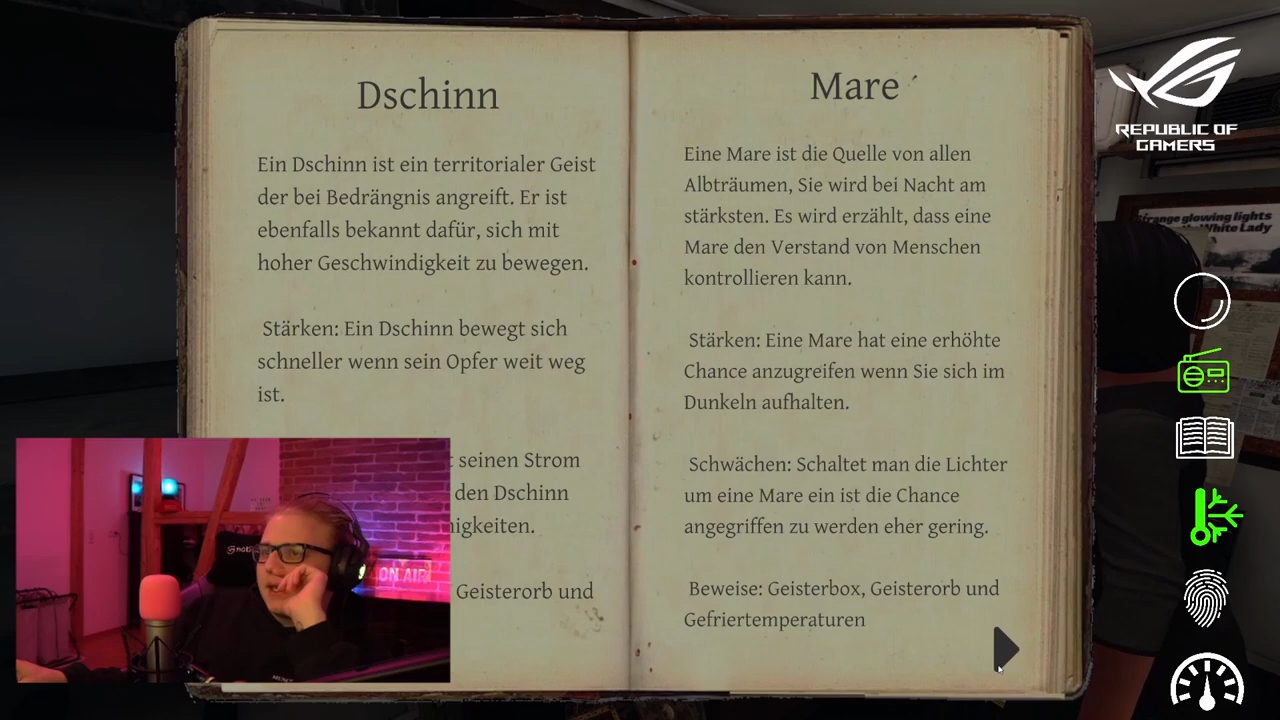 Dschinn
Ein Dschinn ist ein territorialer Geist
der bei Bedrängnis angreift. Er ist
ebenfalls bekannt dafür, sich mit
hoher Geschwindigkeit zu bewegen.
Stärken: Ein Dschinn bewegt sich
schneller wenn sein Opfer weit weg
ist.
seinen Strom
den Dschinn
Geisterorb und
Mare
Eine Mare ist die Quelle von allen
Albträumen, Sie wird bei Nacht am
stärksten. Es wird erzählt, dass eine
Mare den Verstand von Menschen
kontrollieren kann.
Stärken: Eine Mare hat eine erhöhte
Chance anzugreifen wenn Sie sich im
Dunkeln aufhalten.
Schwächen: Schaltet man die Lichter
um eine Mare ein ist die Chance
angegriffen zu werden eher gering.
Beweise: Geisterbox, Geisterorb und
Gefriertemperaturen
REPUBLIC OF
GAMERS
Strange glowing lights
White Lady
ON AIR